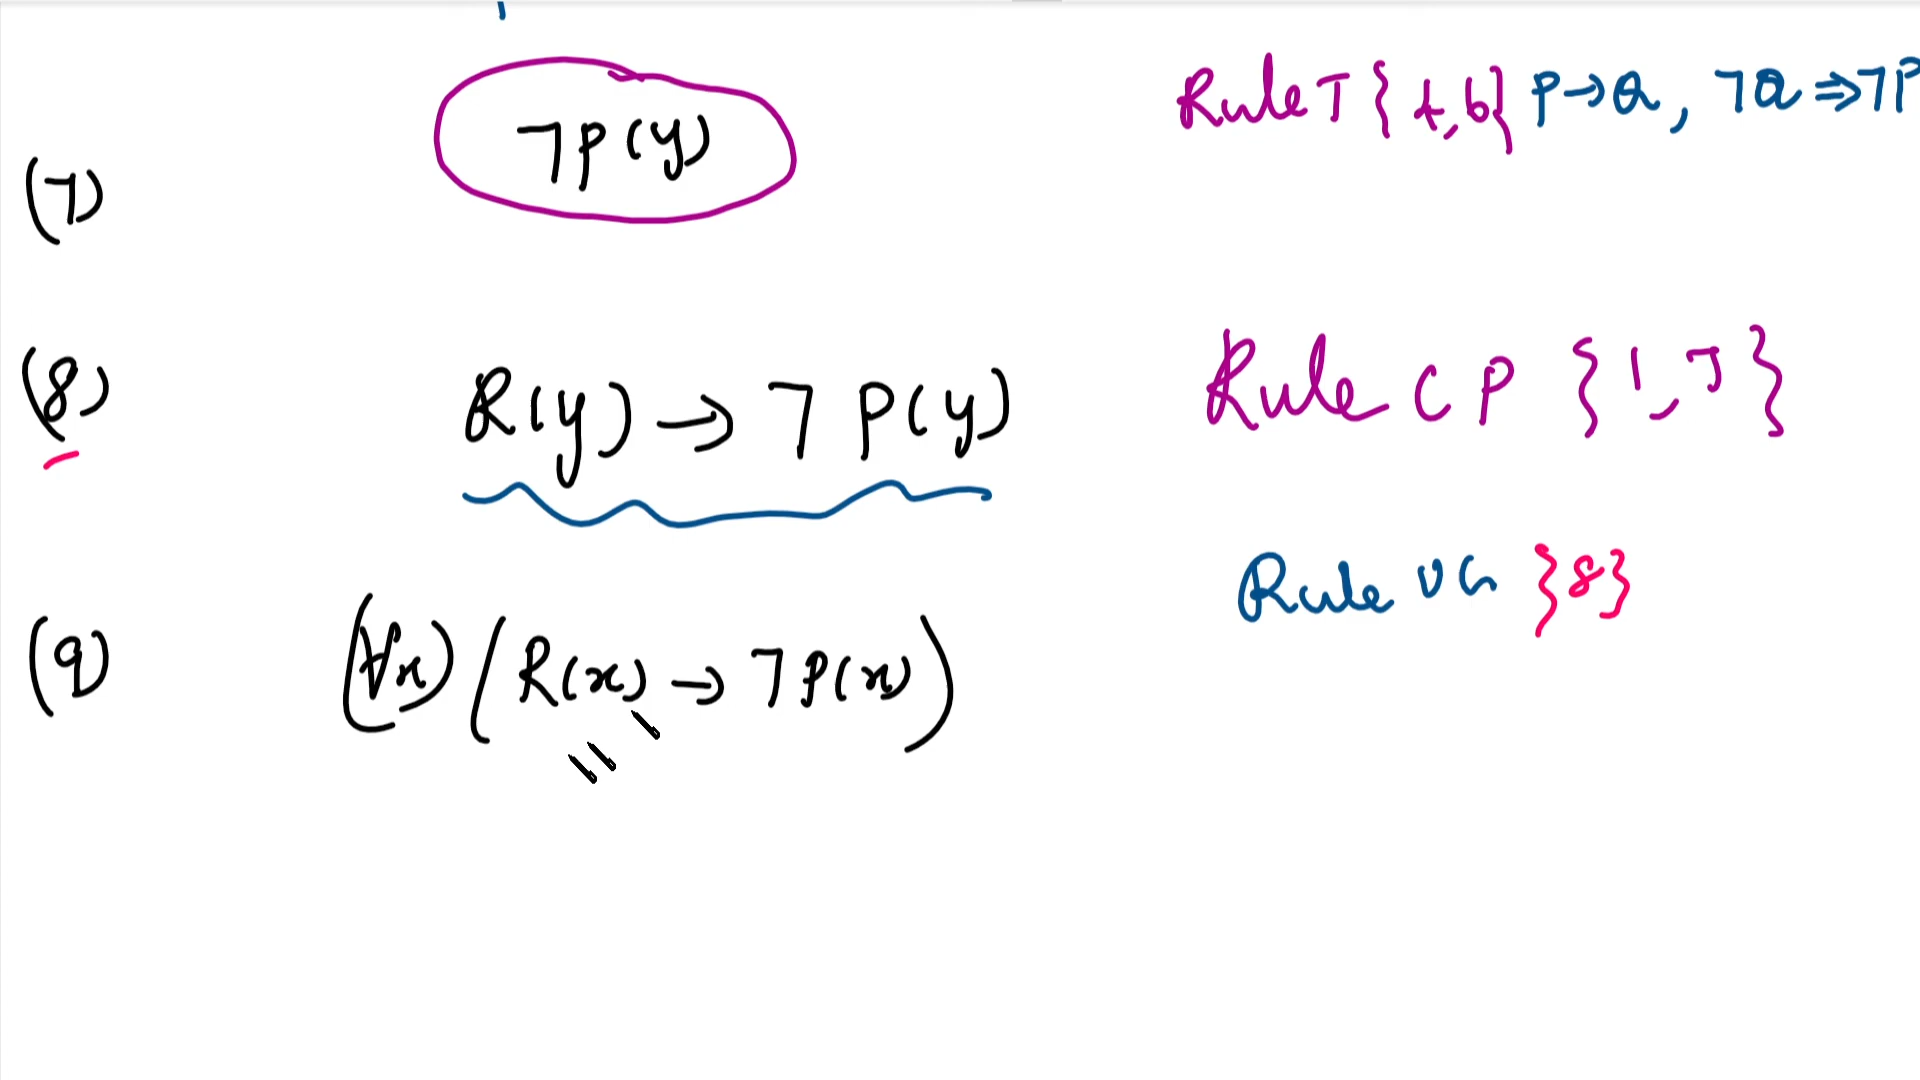 (7) ¬P(y) Rule T {4,6} P→Q, ¬Q⇒¬P
(8) R(y) → ¬P(y) Rule CP {1,7}
(9) (∀x)(R(x) → ¬P(x)) Rule UG {8}